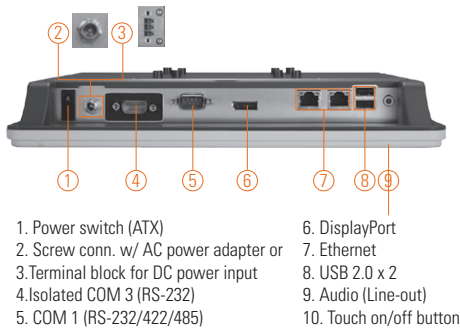 2
3
1
4
5
6
7
8
9
1. Power switch (ATX)
2. Screw conn. w/ AC power adapter or
3.Terminal block for DC power input
4.Isolated COM 3 (RS-232)
5. COM 1 (RS-232/422/485)
6. DisplayPort
7. Ethernet
8. USB 2.0 x 2
9. Audio (Line-out)
10. Touch on/off button